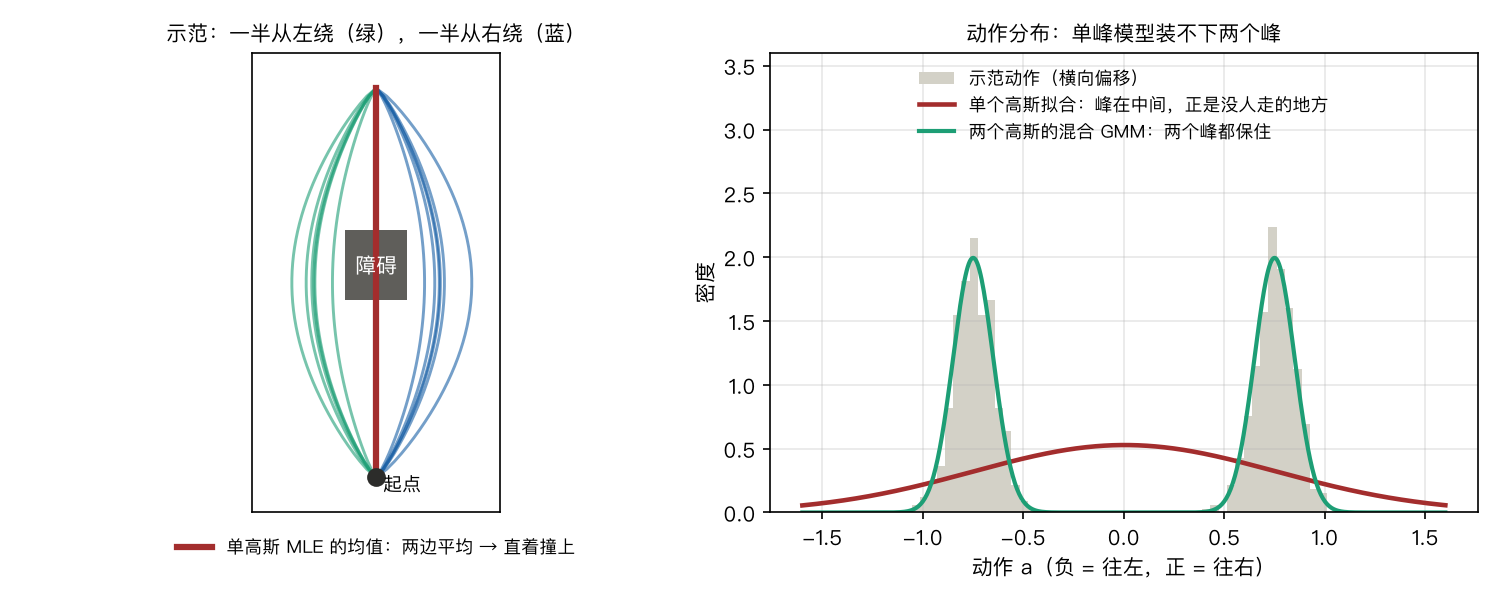 示范：一半从左绕（绿），一半从右绕（蓝）
障碍
起点
单高斯 MLE 的均值：两边平均 → 直着撞上
动作分布：单峰模型装不下两个峰
示范动作（横向偏移）
单个高斯拟合：峰在中间，正是没人走的地方
两个高斯的混合 GMM：两个峰都保住
密度
3.5
3.0
2.5
2.0
1.5
1.0
0.5
0.0
−1.5 −1.0 −0.5 0.0 0.5 1.0 1.5
动作 a（负 = 往左，正 = 往右）